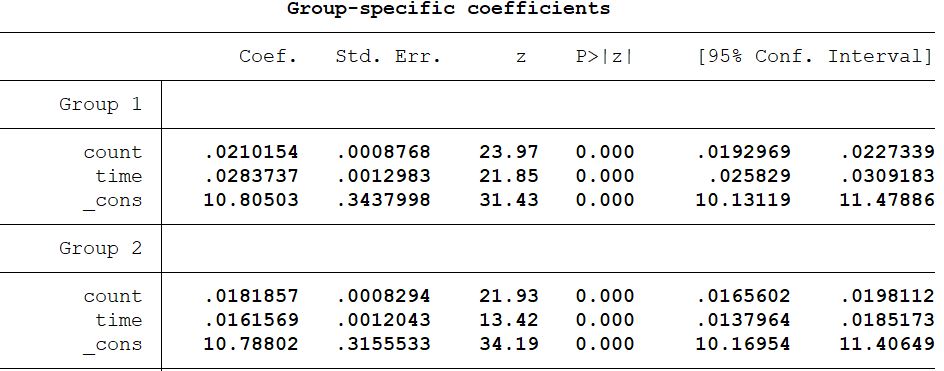 Group-specific coefficients
Coef. Std. Err. z P>|z| [95% Conf. Interval]
Group 1
count .0210154 .0008768 23.97 0.000 .0192969 .0227339
time .0283737 .0012983 21.85 0.000 .025829 .0309183
_cons 10.80503 .3437998 31.43 0.000 10.13119 11.47886
Group 2
count .0181857 .0008294 21.93 0.000 .0165602 .0198112
time .0161569 .0012043 13.42 0.000 .0137964 .0185173
_cons 10.78802 .3155533 34.19 0.000 10.16954 11.40649